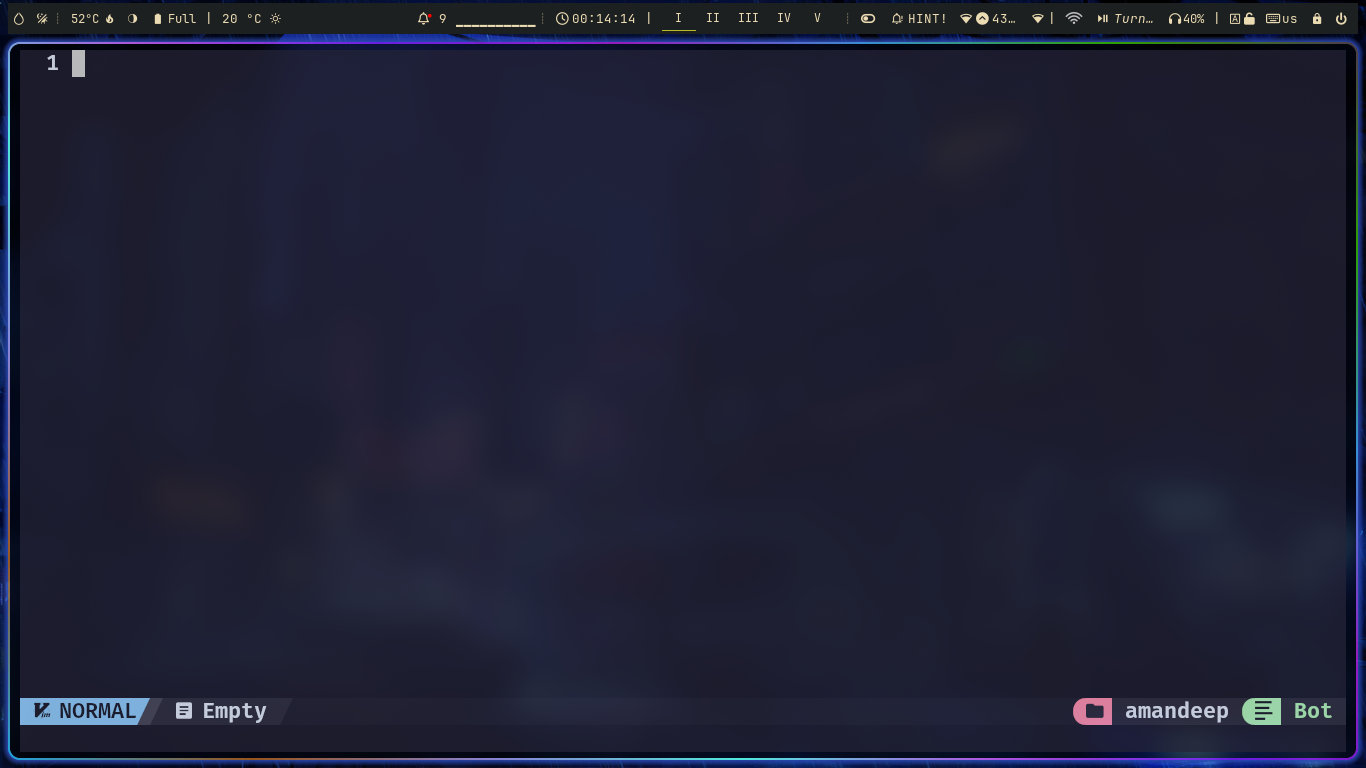 52°C Full | 20 °C 9 00:14:14 | I II III IV V HINT! 43… | Turn… 40% | A us
1
NORMAL Empty amandeep Bot